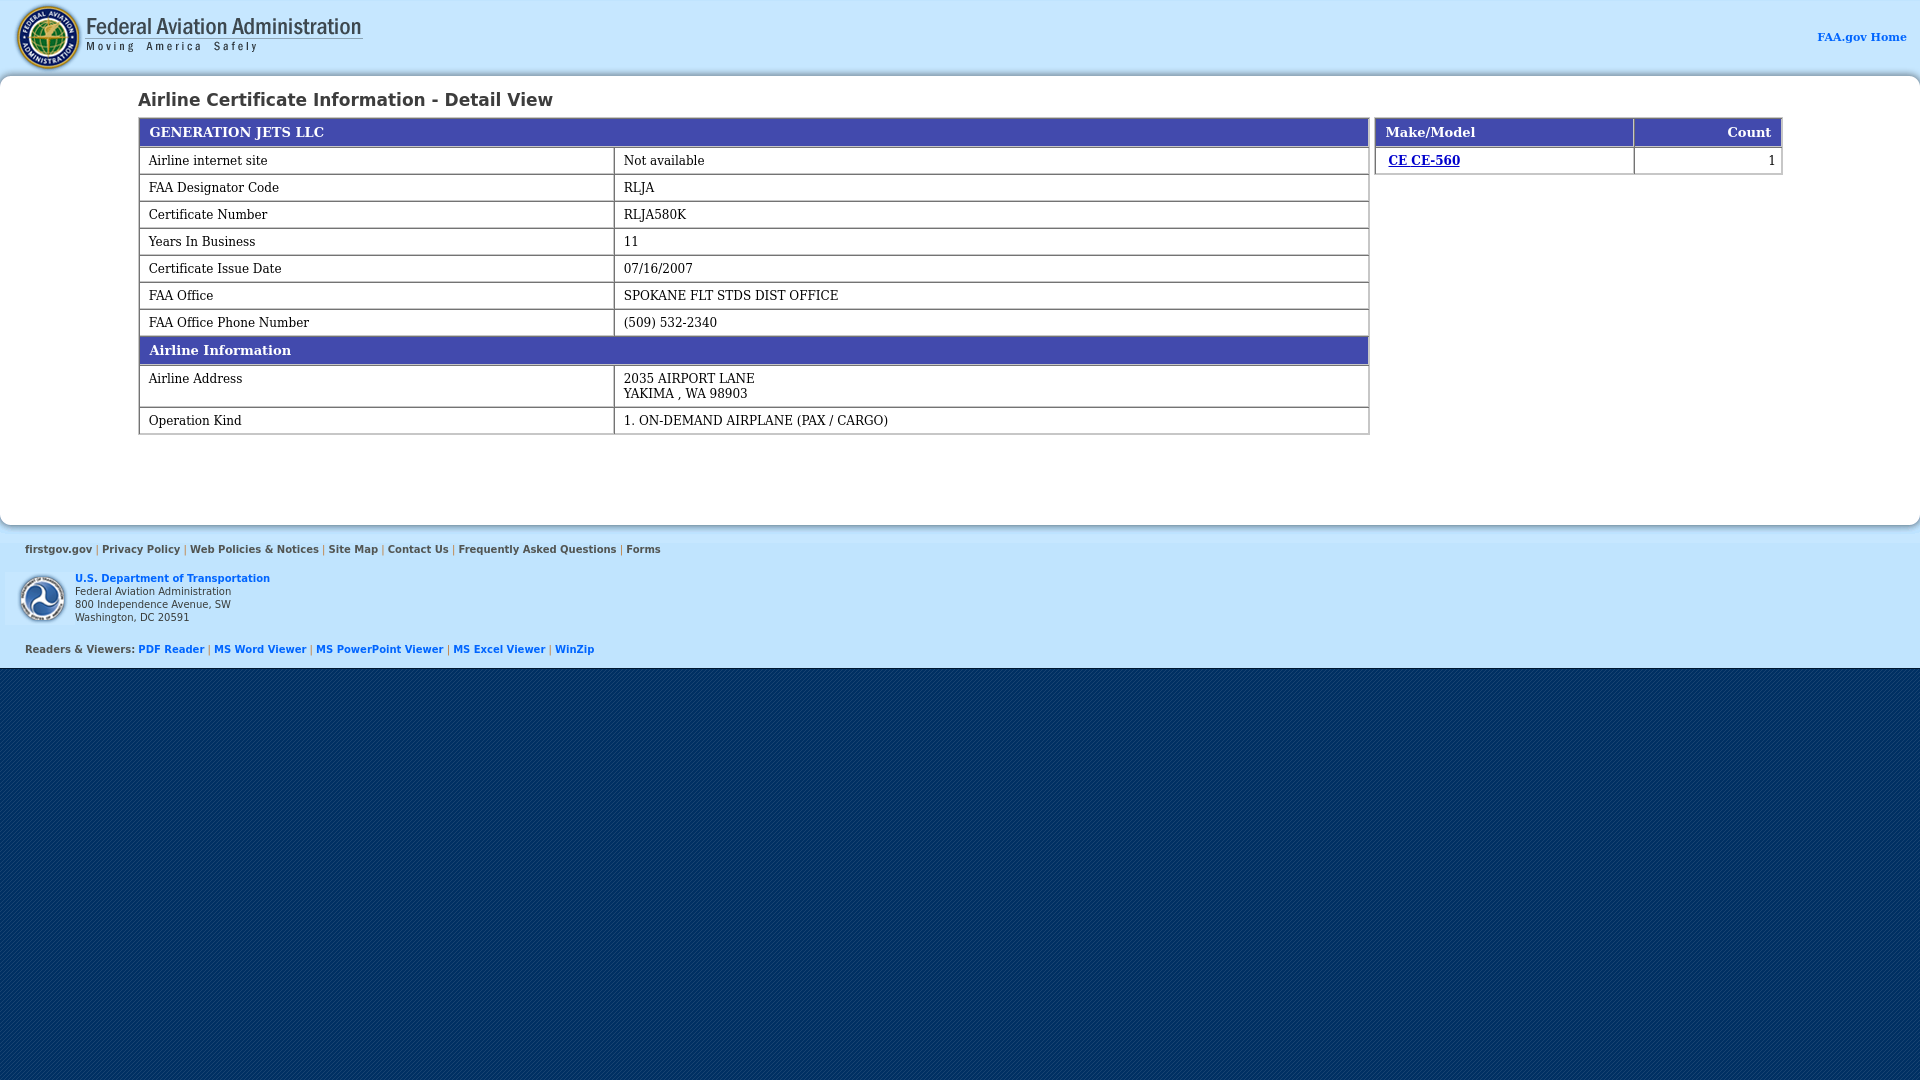 Federal Aviation Administration
Moving America Safely
FAA.gov Home
Airline Certificate Information - Detail View
GENERATION JETS LLC
Airline internet site Not available
FAA Designator Code RLJA
Certificate Number RLJA580K
Years In Business 11
Certificate Issue Date 07/16/2007
FAA Office SPOKANE FLT STDS DIST OFFICE
FAA Office Phone Number (509) 532-2340
Airline Information
Airline Address 2035 AIRPORT LANE
YAKIMA , WA 98903
Operation Kind 1. ON-DEMAND AIRPLANE (PAX / CARGO)
Make/Model Count
CE CE-560 1
firstgov.gov | Privacy Policy | Web Policies & Notices | Site Map | Contact Us | Frequently Asked Questions | Forms
U.S. Department of Transportation
Federal Aviation Administration
800 Independence Avenue, SW
Washington, DC 20591
Readers & Viewers: PDF Reader | MS Word Viewer | MS PowerPoint Viewer | MS Excel Viewer | WinZip